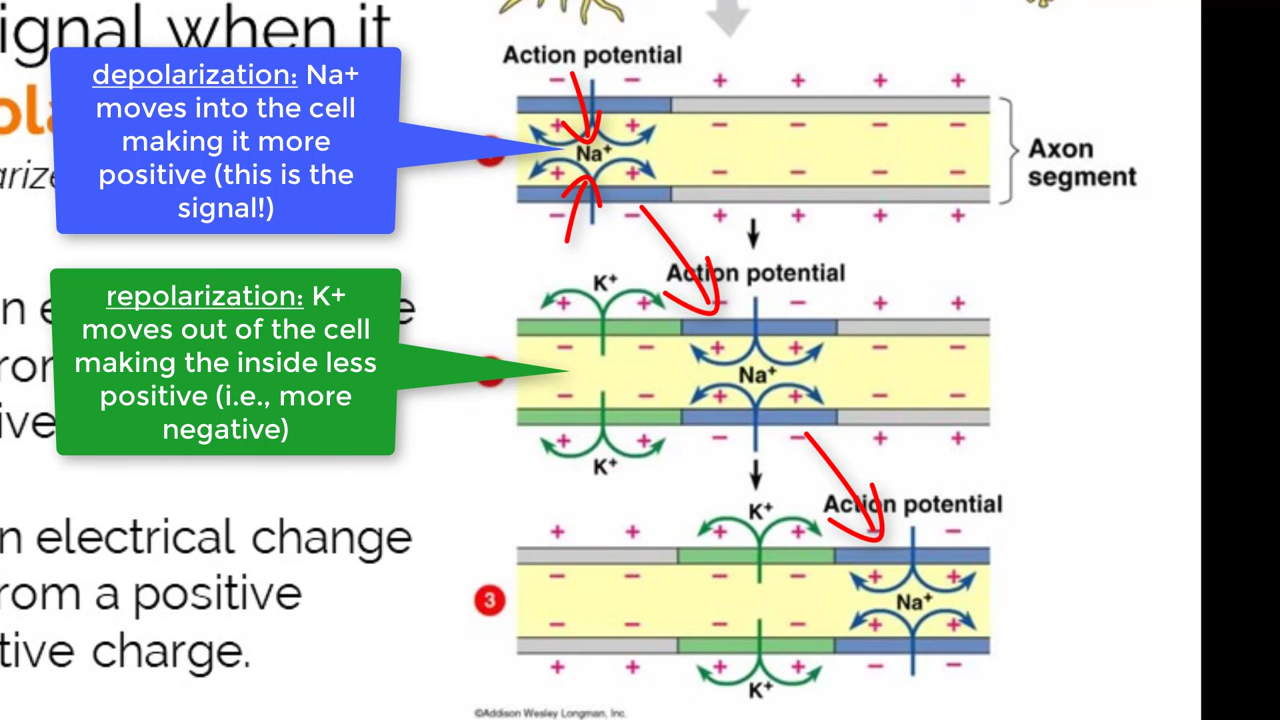 ignal when it
depolarization: Na+
moves into the cell
making it more
positive (this is the
signal!)
repolarization: K+
moves out of the cell
making the inside less
positive (i.e., more
negative)
n electrical change
rom a positive
tive charge.
Action potential
− − + + + +
+ + − − − −
Na⁺
+ + − − − −
− − + + + +
Axon
segment
K⁺
Action potential
+ + − − + +
− − + + − −
Na⁺
− − + + − −
+ + − − + +
K⁺
K⁺
Action potential
+ + + + − −
− − − − + +
3
Na⁺
− − − − + +
+ + + + − −
K⁺
©Addison Wesley Longman, Inc.